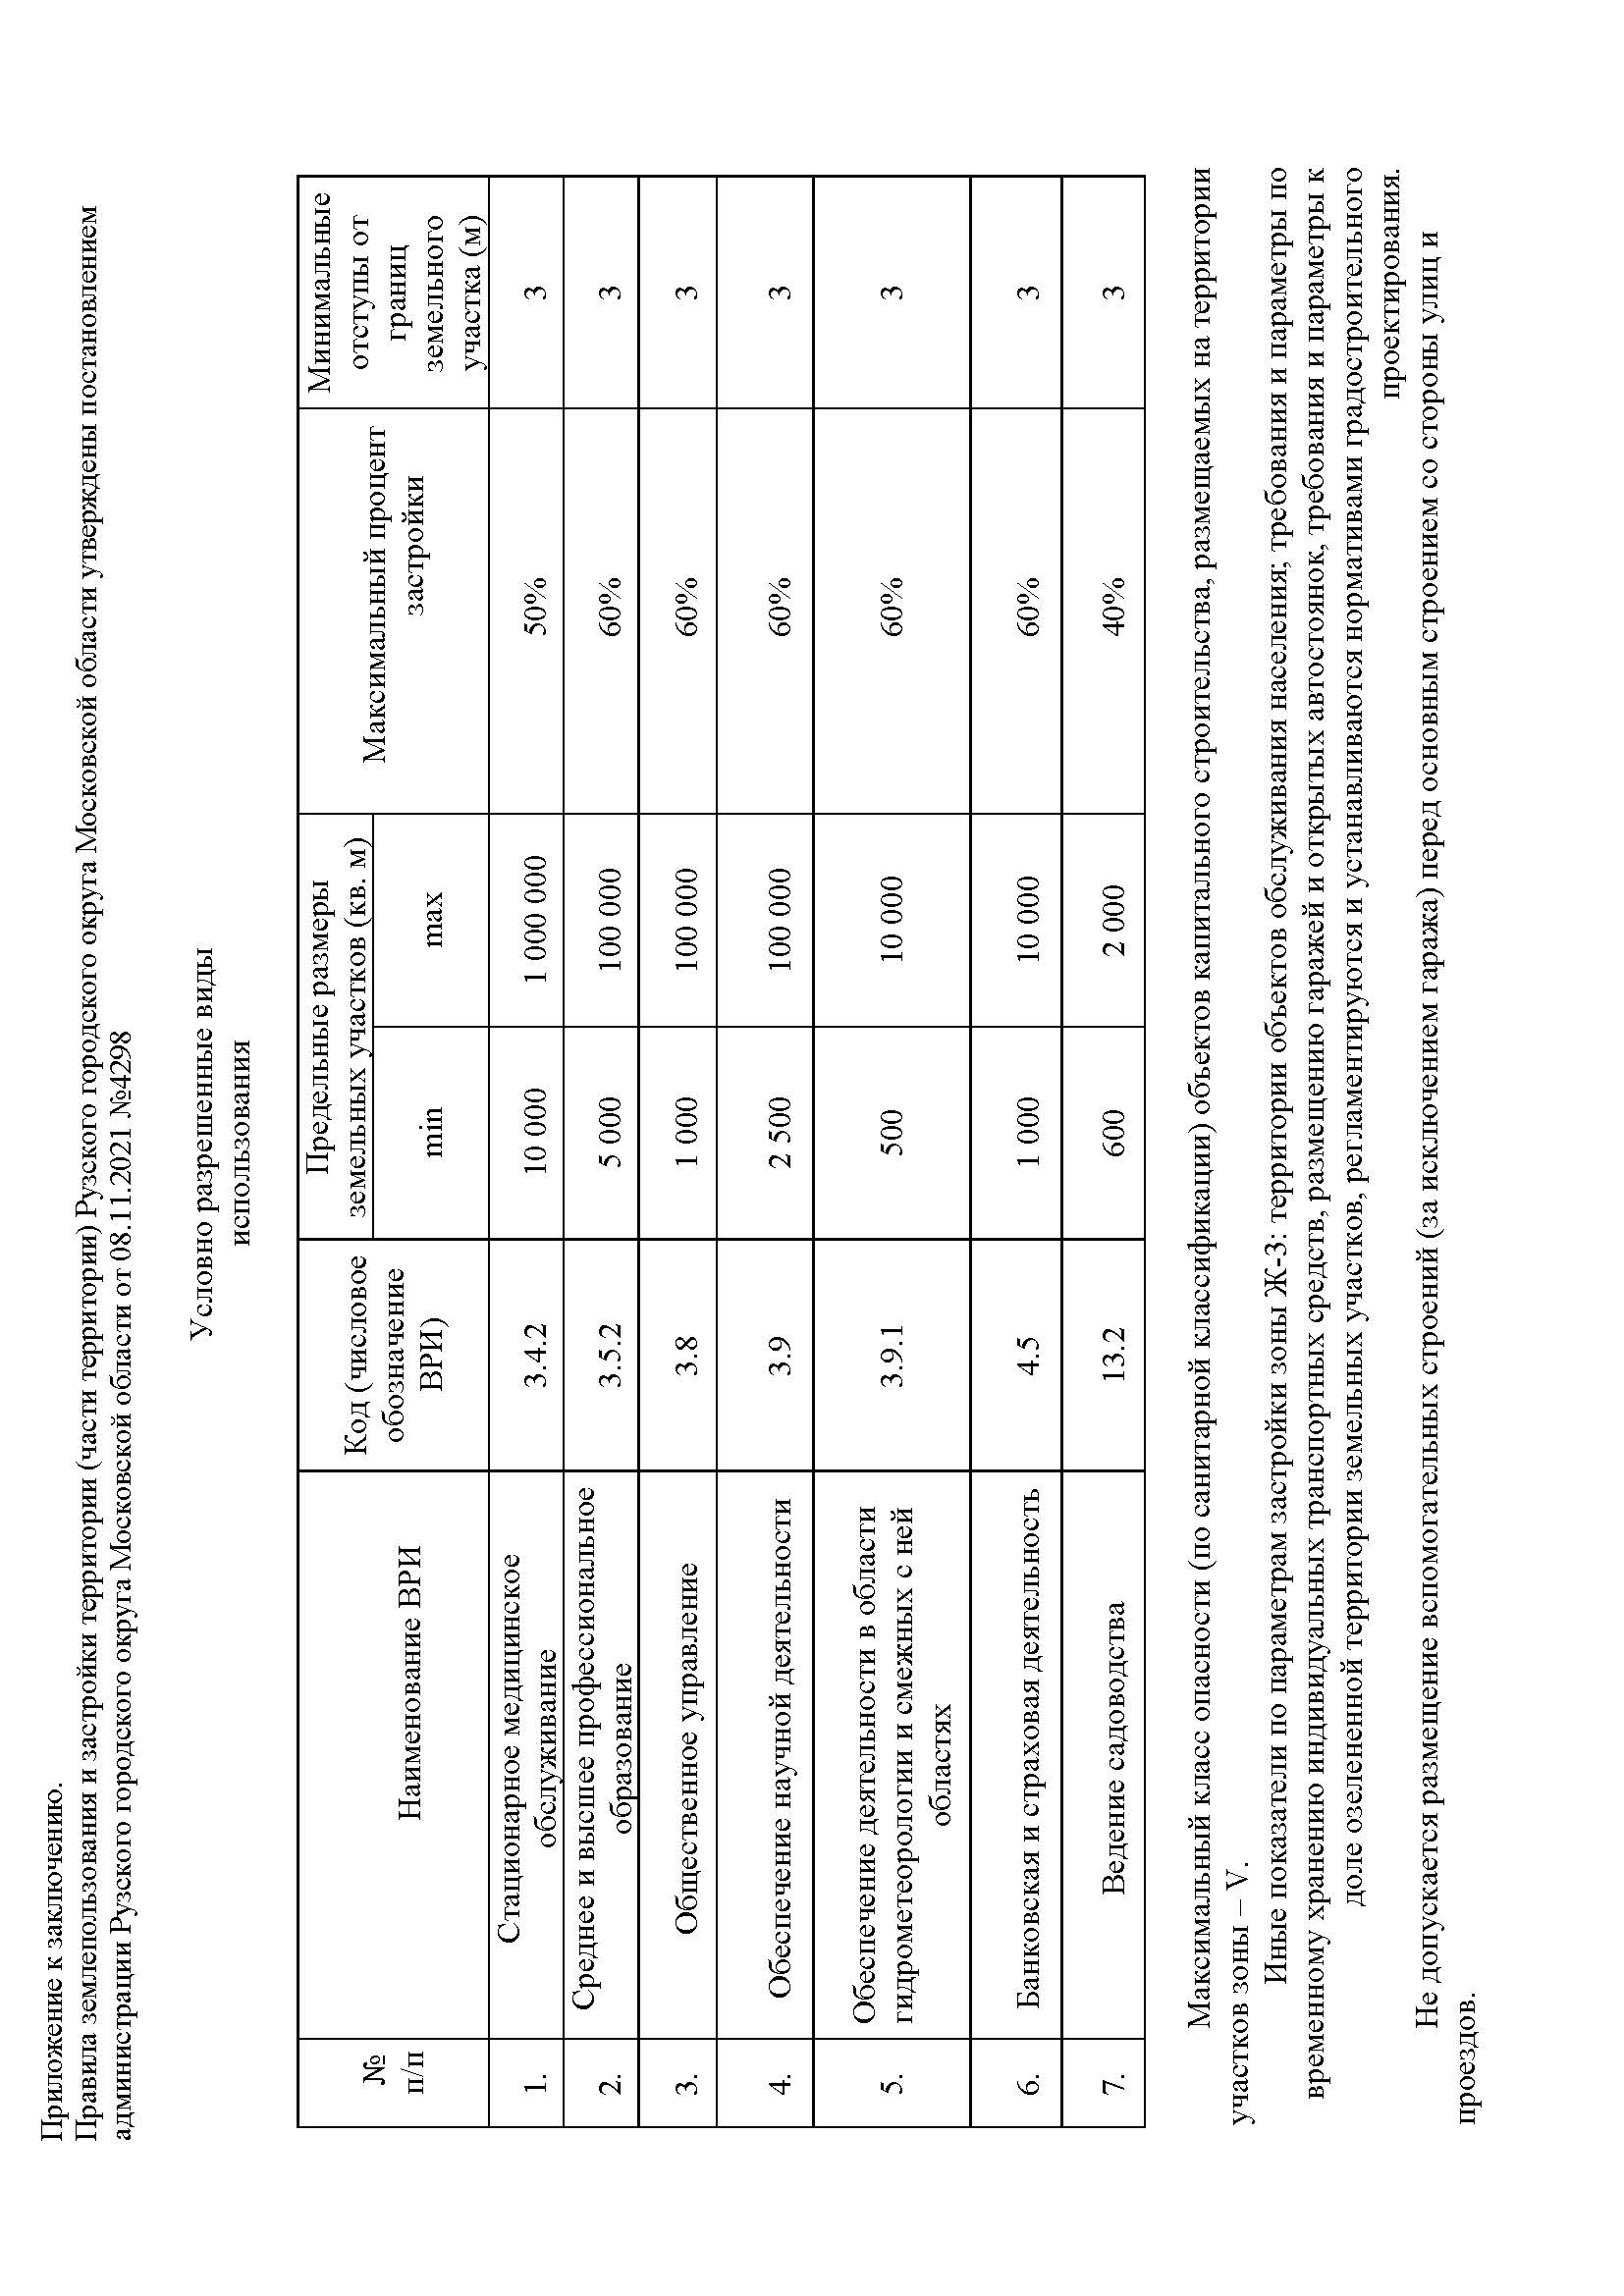 Приложение к заключению.
Правила землепользования и застройки территории (части территории) Рузского городского округа Московской области утверждены постановлением
администрации Рузского городского округа Московской области от 08.11.2021 №4298
Условно разрешенные виды
использования
№
п/п
Наименование ВРИ
Код (числовое
обозначение
ВРИ)
Предельные размеры
земельных участков (кв. м)
min
max
Максимальный процент
застройки
Минимальные
отступы от
границ
земельного
участка (м)
1. Стационарное медицинское
обслуживание 3.4.2 10 000 1 000 000 50% 3
2. Среднее и высшее профессиональное
образование 3.5.2 5 000 100 000 60% 3
3. Общественное управление 3.8 1 000 100 000 60% 3
4. Обеспечение научной деятельности 3.9 2 500 100 000 60% 3
5. Обеспечение деятельности в области
гидрометеорологии и смежных с ней
областях 3.9.1 500 10 000 60% 3
6. Банковская и страховая деятельность 4.5 1 000 10 000 60% 3
7. Ведение садоводства 13.2 600 2 000 40% 3
Максимальный класс опасности (по санитарной классификации) объектов капитального строительства, размещаемых на территории
участков зоны – V.
Иные показатели по параметрам застройки зоны Ж-3: территории объектов обслуживания населения; требования и параметры по
временному хранению индивидуальных транспортных средств, размещению гаражей и открытых автостоянок, требования и параметры к
доле озелененной территории земельных участков, регламентируются и устанавливаются нормативами градостроительного
проектирования.
Не допускается размещение вспомогательных строений (за исключением гаража) перед основным строением со стороны улиц и
проездов.